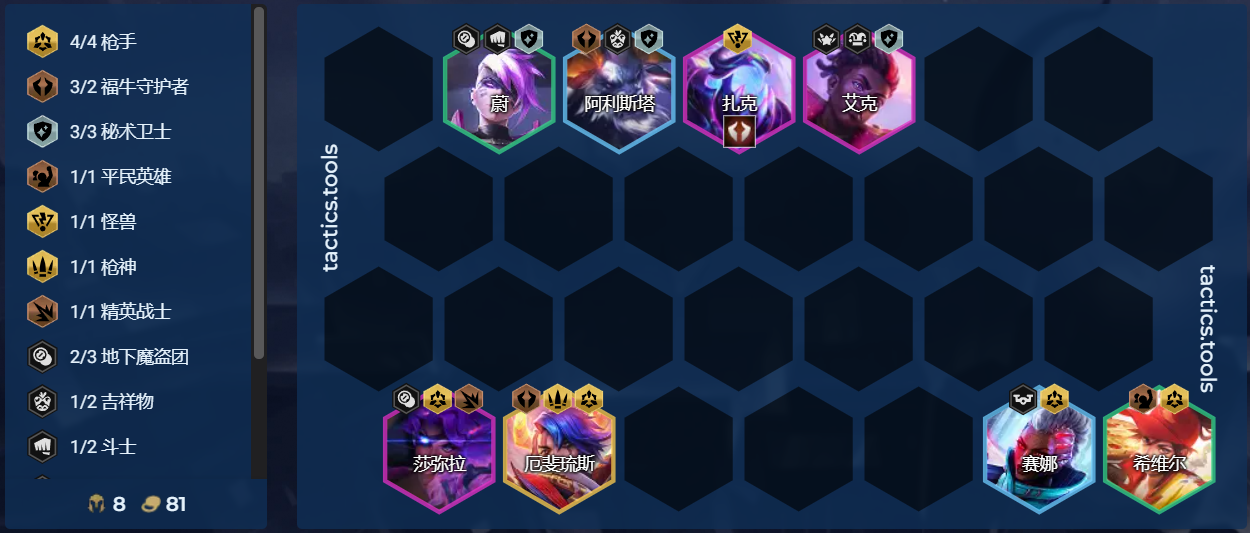 4/4 枪手
3/2 福牛守护者
3/3 秘术卫士
1/1 平民英雄
1/1 怪兽
1/1 枪神
1/1 精英战士
2/3 地下魔盗团
1/2 吉祥物
1/2 斗士
8 81
tactics.tools
蔚
阿利斯塔
扎克
艾克
tactics.tools
莎弥拉
厄斐琉斯
赛娜
希维尔